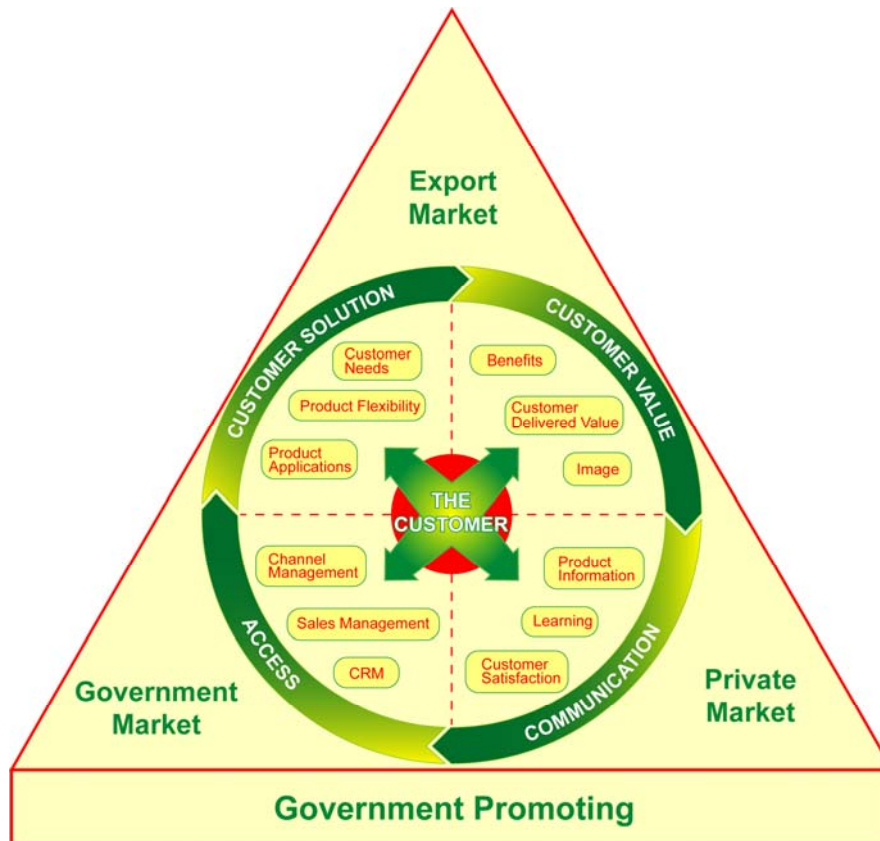 Export
Market
CUSTOMER SOLUTION
CUSTOMER VALUE
Customer
Needs
Product Flexibility
Product
Applications
Benefits
Customer
Delivered Value
Image
THE
CUSTOMER
Channel
Management
Sales Management
CRM
Product
Information
Learning
Customer
Satisfaction
ACCESS
COMMUNICATION
Government
Market
Private
Market
Government Promoting